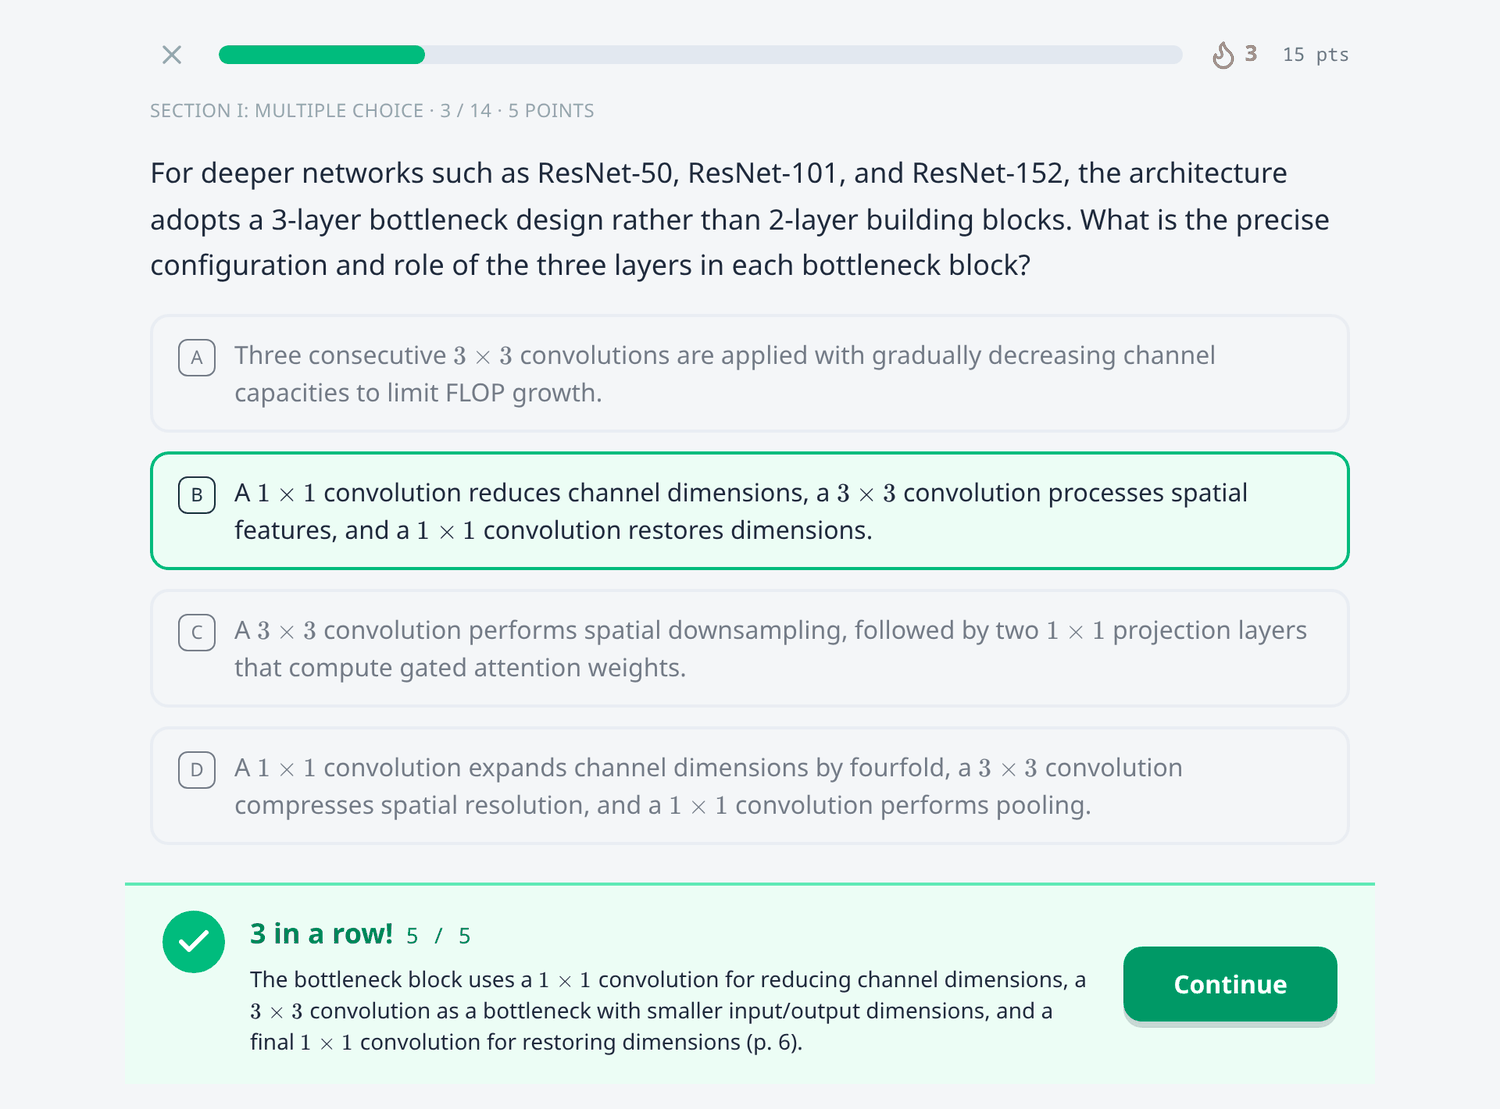 3 15 pts
SECTION I: MULTIPLE CHOICE · 3 / 14 · 5 POINTS
For deeper networks such as ResNet-50, ResNet-101, and ResNet-152, the architecture
adopts a 3-layer bottleneck design rather than 2-layer building blocks. What is the precise
configuration and role of the three layers in each bottleneck block?
A Three consecutive 3 × 3 convolutions are applied with gradually decreasing channel
capacities to limit FLOP growth.
B A 1 × 1 convolution reduces channel dimensions, a 3 × 3 convolution processes spatial
features, and a 1 × 1 convolution restores dimensions.
C A 3 × 3 convolution performs spatial downsampling, followed by two 1 × 1 projection layers
that compute gated attention weights.
D A 1 × 1 convolution expands channel dimensions by fourfold, a 3 × 3 convolution
compresses spatial resolution, and a 1 × 1 convolution performs pooling.
3 in a row! 5 / 5
The bottleneck block uses a 1 × 1 convolution for reducing channel dimensions, a
3 × 3 convolution as a bottleneck with smaller input/output dimensions, and a
final 1 × 1 convolution for restoring dimensions (p. 6).
Continue